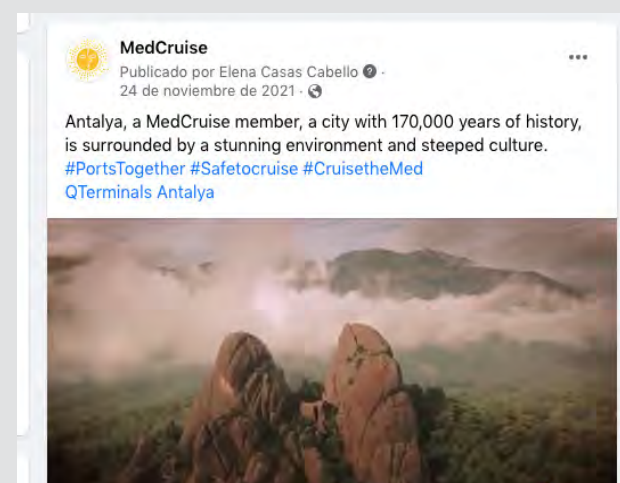 MedCruise
Publicado por Elena Casas Cabello ·
24 de noviembre de 2021 ·
Antalya, a MedCruise member, a city with 170,000 years of history,
is surrounded by a stunning environment and steeped culture.
#PortsTogether #Safetocruise #CruisetheMed
QTerminals Antalya